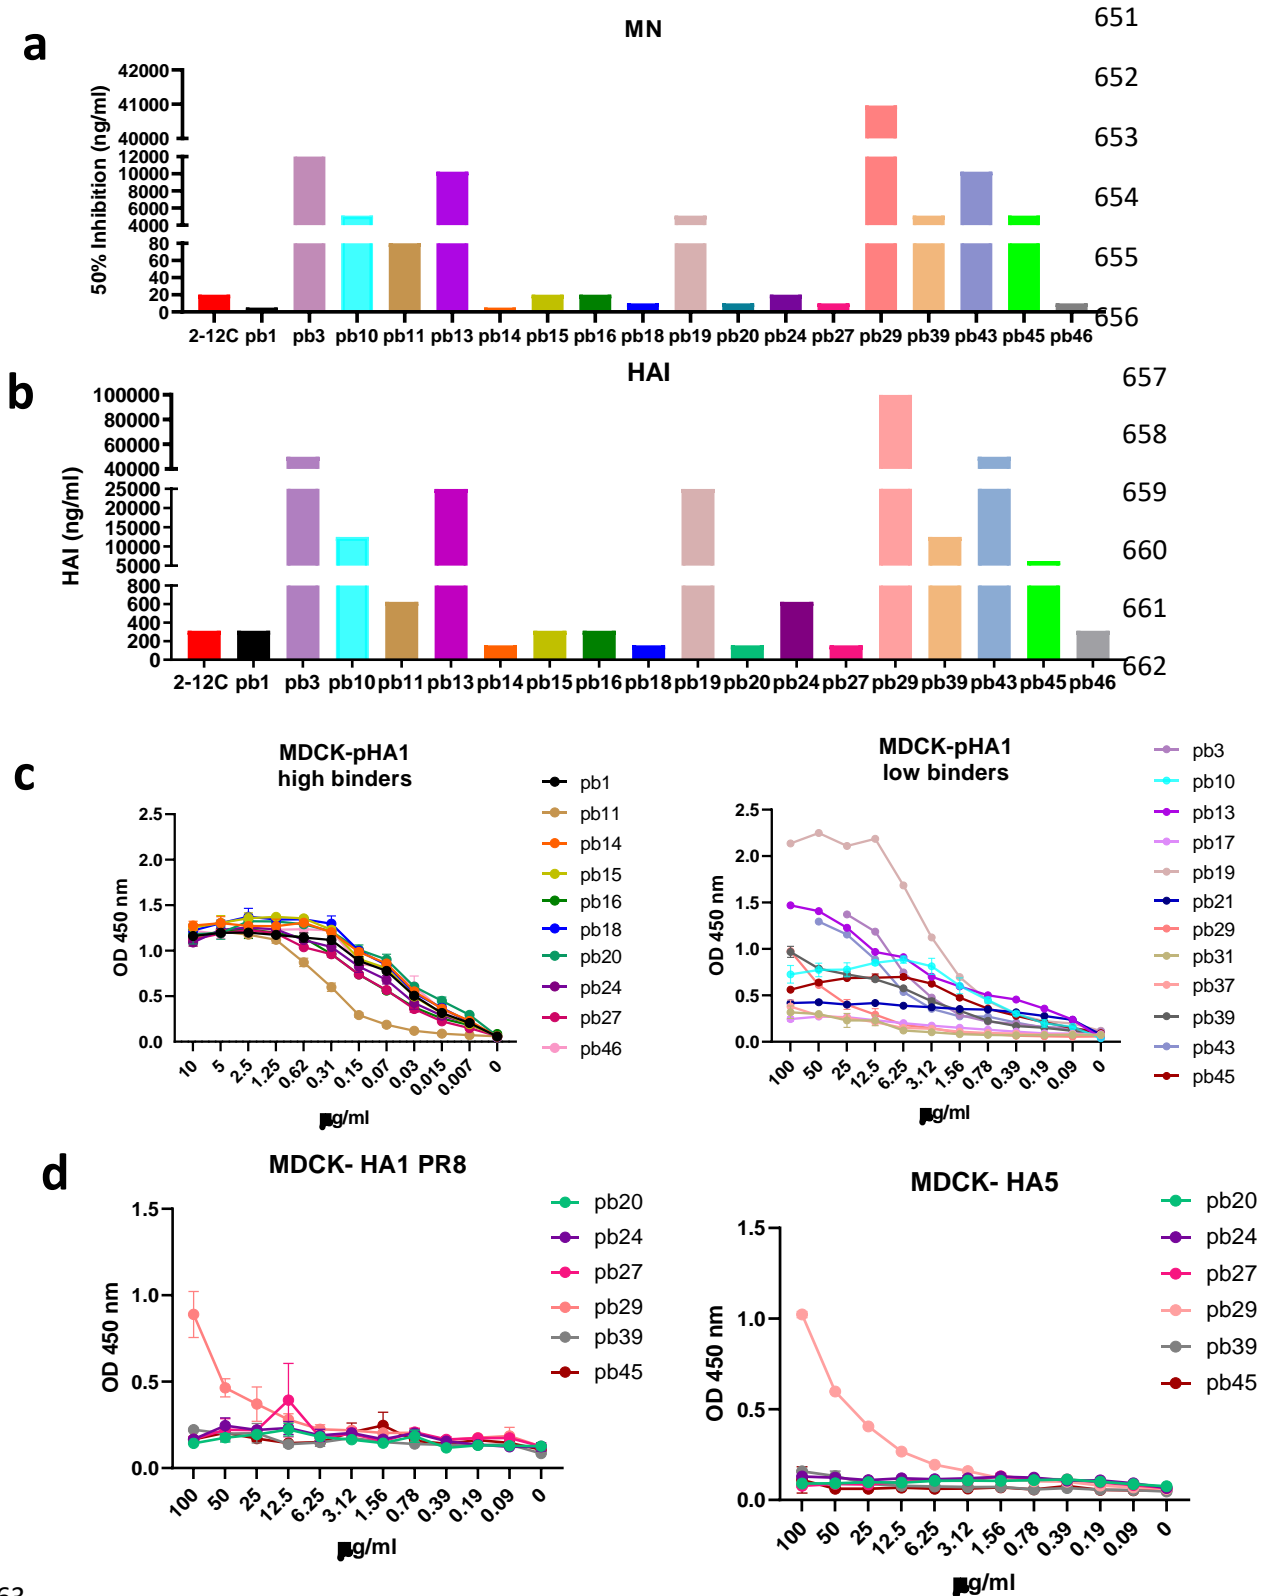 651
a
MN
652
653
654
655
656
50% Inhibition (ng/ml)
42000
41000
40000
12000
10000
8000
6000
4000
80
60
40
20
0
2-12C pb1 pb3 pb10 pb11 pb13 pb14 pb15 pb16 pb18 pb19 pb20 pb24 pb27 pb29 pb39 pb43 pb45 pb46
b
HAI
657
658
659
660
661
662
HAI (ng/ml)
100000
80000
60000
40000
25000
20000
15000
10000
5000
800
600
400
200
0
2-12C pb1 pb3 pb10 pb11 pb13 pb14 pb15 pb16 pb18 pb19 pb20 pb24 pb27 pb29 pb39 pb43 pb45 pb46
c
MDCK-pHA1
high binders
OD 450 nm
2.5
2.0
1.5
1.0
0.5
0.0
10 5 2.5 1.25 0.62 0.31 0.15 0.07 0.03 0.015 0.007 0
µg/ml
pb1
pb11
pb14
pb15
pb16
pb18
pb20
pb24
pb27
pb46
MDCK-pHA1
low binders
OD 450 nm
2.5
2.0
1.5
1.0
0.5
0.0
100 50 25 12.5 6.25 3.12 1.56 0.78 0.39 0.19 0.09 0
µg/ml
pb3
pb10
pb13
pb17
pb19
pb21
pb29
pb31
pb37
pb39
pb43
pb45
d
MDCK- HA1 PR8
OD 450 nm
1.5
1.0
0.5
0.0
100 50 25 12.5 6.25 3.12 1.56 0.78 0.39 0.19 0.09 0
µg/ml
pb20
pb24
pb27
pb29
pb39
pb45
MDCK- HA5
OD 450 nm
1.5
1.0
0.5
0.0
100 50 25 12.5 6.25 3.12 1.56 0.78 0.39 0.19 0.09 0
µg/ml
pb20
pb24
pb27
pb29
pb39
pb45